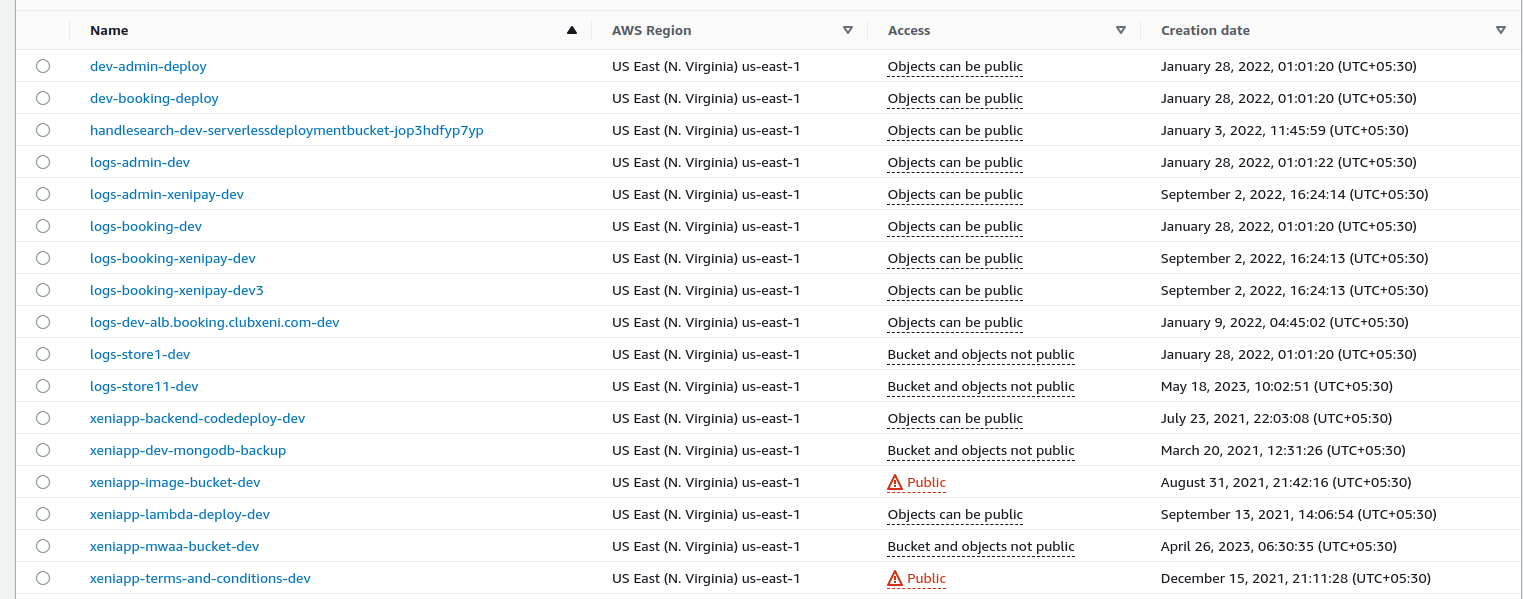 Name AWS Region Access Creation date
dev-admin-deploy US East (N. Virginia) us-east-1 Objects can be public January 28, 2022, 01:01:20 (UTC+05:30)
dev-booking-deploy US East (N. Virginia) us-east-1 Objects can be public January 28, 2022, 01:01:20 (UTC+05:30)
handlesearch-dev-serverlessdeploymentbucket-jop3hdfyp7yp US East (N. Virginia) us-east-1 Objects can be public January 3, 2022, 11:45:59 (UTC+05:30)
logs-admin-dev US East (N. Virginia) us-east-1 Objects can be public January 28, 2022, 01:01:22 (UTC+05:30)
logs-admin-xenipay-dev US East (N. Virginia) us-east-1 Objects can be public September 2, 2022, 16:24:14 (UTC+05:30)
logs-booking-dev US East (N. Virginia) us-east-1 Objects can be public January 28, 2022, 01:01:20 (UTC+05:30)
logs-booking-xenipay-dev US East (N. Virginia) us-east-1 Objects can be public September 2, 2022, 16:24:13 (UTC+05:30)
logs-booking-xenipay-dev3 US East (N. Virginia) us-east-1 Objects can be public September 2, 2022, 16:24:13 (UTC+05:30)
logs-dev-alb.booking.clubxeni.com-dev US East (N. Virginia) us-east-1 Objects can be public January 9, 2022, 04:45:02 (UTC+05:30)
logs-store1-dev US East (N. Virginia) us-east-1 Bucket and objects not public January 28, 2022, 01:01:20 (UTC+05:30)
logs-store11-dev US East (N. Virginia) us-east-1 Bucket and objects not public May 18, 2023, 10:02:51 (UTC+05:30)
xeniapp-backend-codedeploy-dev US East (N. Virginia) us-east-1 Objects can be public July 23, 2021, 22:03:08 (UTC+05:30)
xeniapp-dev-mongodb-backup US East (N. Virginia) us-east-1 Bucket and objects not public March 20, 2021, 12:31:26 (UTC+05:30)
xeniapp-image-bucket-dev US East (N. Virginia) us-east-1 Public August 31, 2021, 21:42:16 (UTC+05:30)
xeniapp-lambda-deploy-dev US East (N. Virginia) us-east-1 Objects can be public September 13, 2021, 14:06:54 (UTC+05:30)
xeniapp-mwaa-bucket-dev US East (N. Virginia) us-east-1 Bucket and objects not public April 26, 2023, 06:30:35 (UTC+05:30)
xeniapp-terms-and-conditions-dev US East (N. Virginia) us-east-1 Public December 15, 2021, 21:11:28 (UTC+05:30)